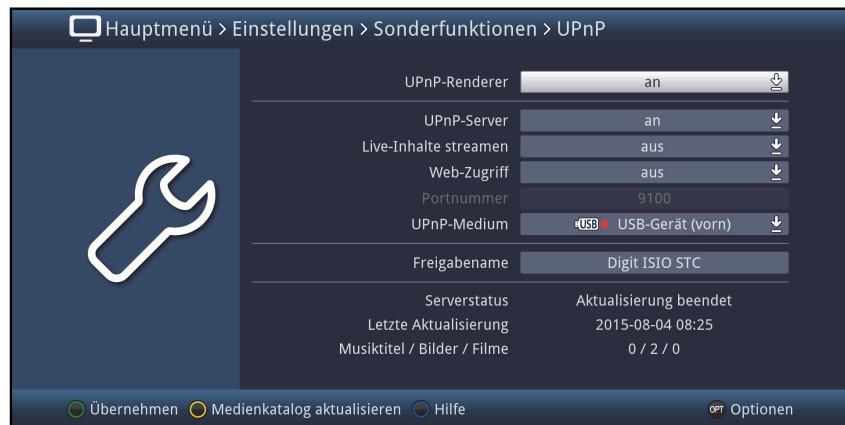 Hauptmenü > Einstellungen > Sonderfunktionen > UPnP
UPnP-Renderer an
UPnP-Server an
Live-Inhalte streamen aus
Web-Zugriff aus
Portnummer 9100
UPnP-Medium USB USB-Gerät (vorn)
Freigabename Digit ISIO STC
Serverstatus Aktualisierung beendet
Letzte Aktualisierung 2015-08-04 08:25
Musiktitel / Bilder / Filme 0 / 2 / 0
Übernehmen Medienkatalog aktualisieren Hilfe OPT Optionen